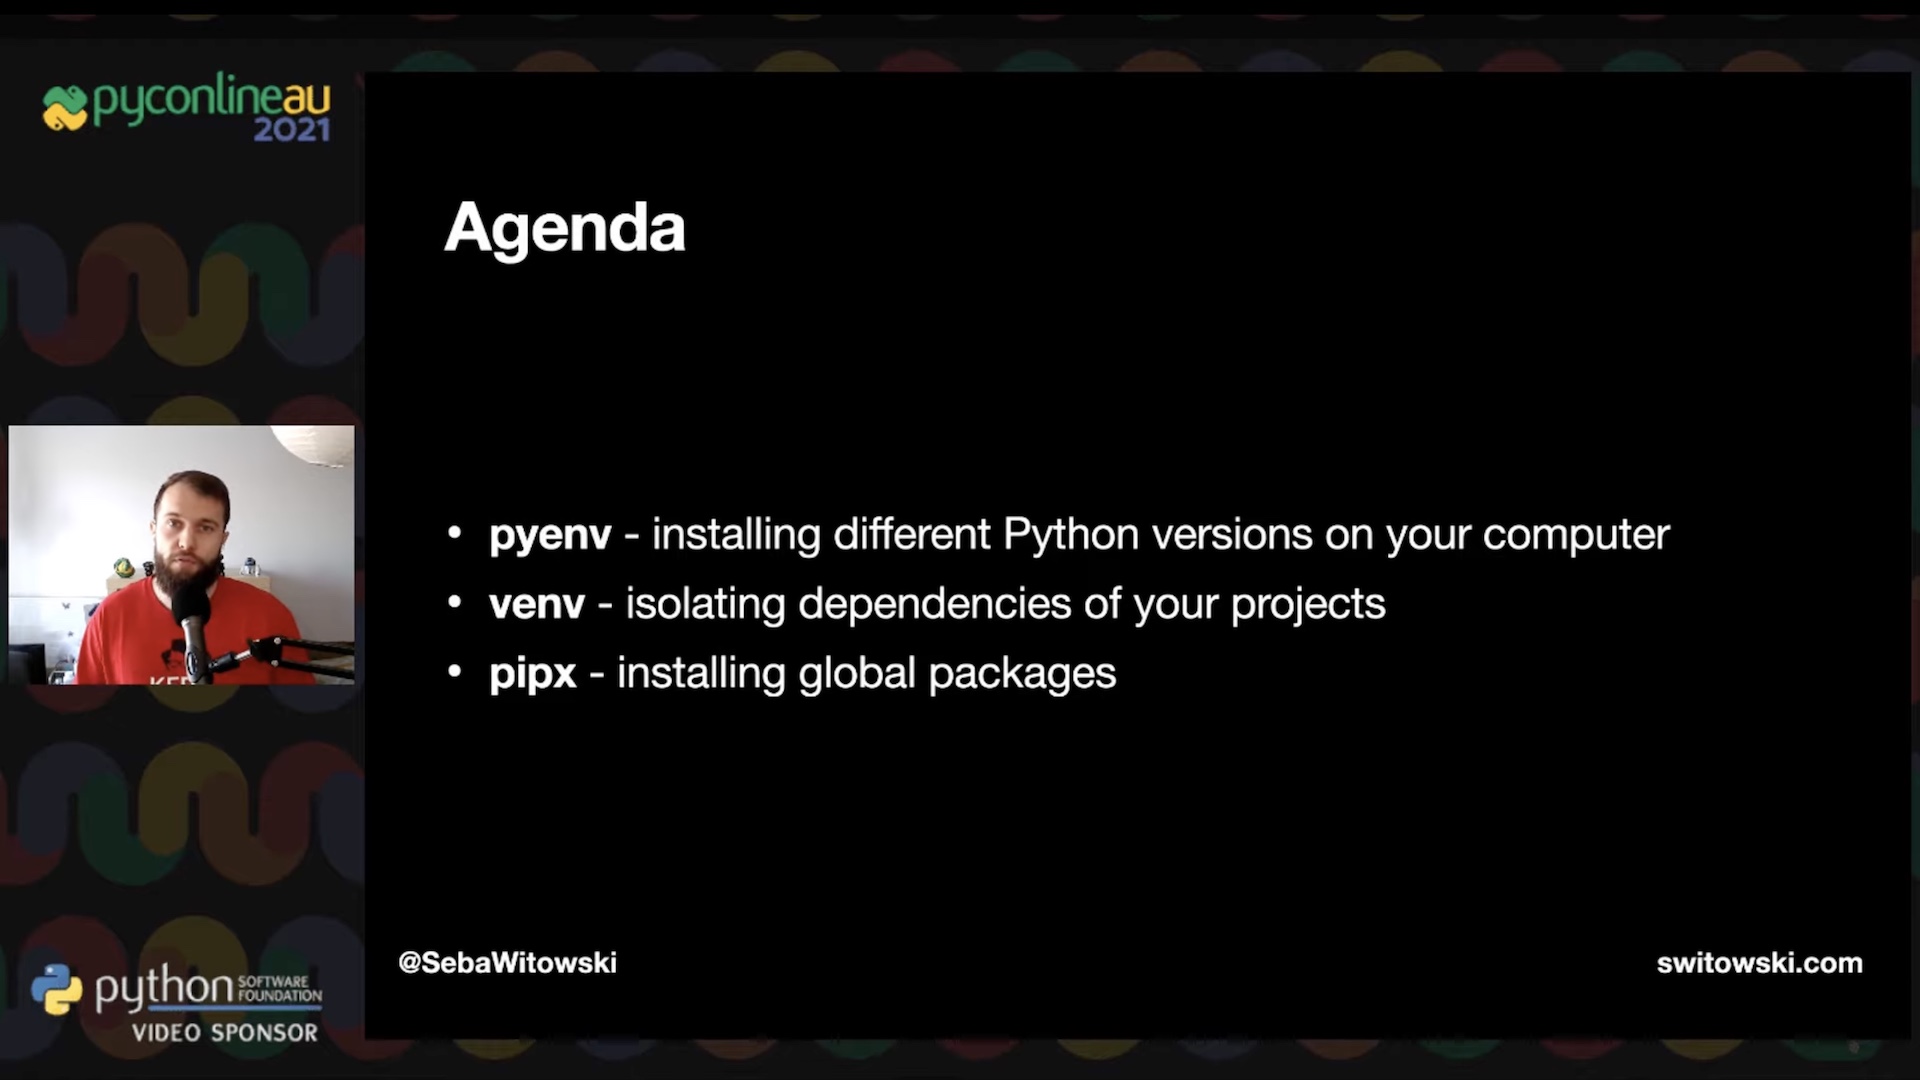 pyconlineau
2021
Agenda
• pyenv - installing different Python versions on your computer
• venv - isolating dependencies of your projects
• pipx - installing global packages
@SebaWitowski
switowski.com
python SOFTWARE FOUNDATION
VIDEO SPONSOR